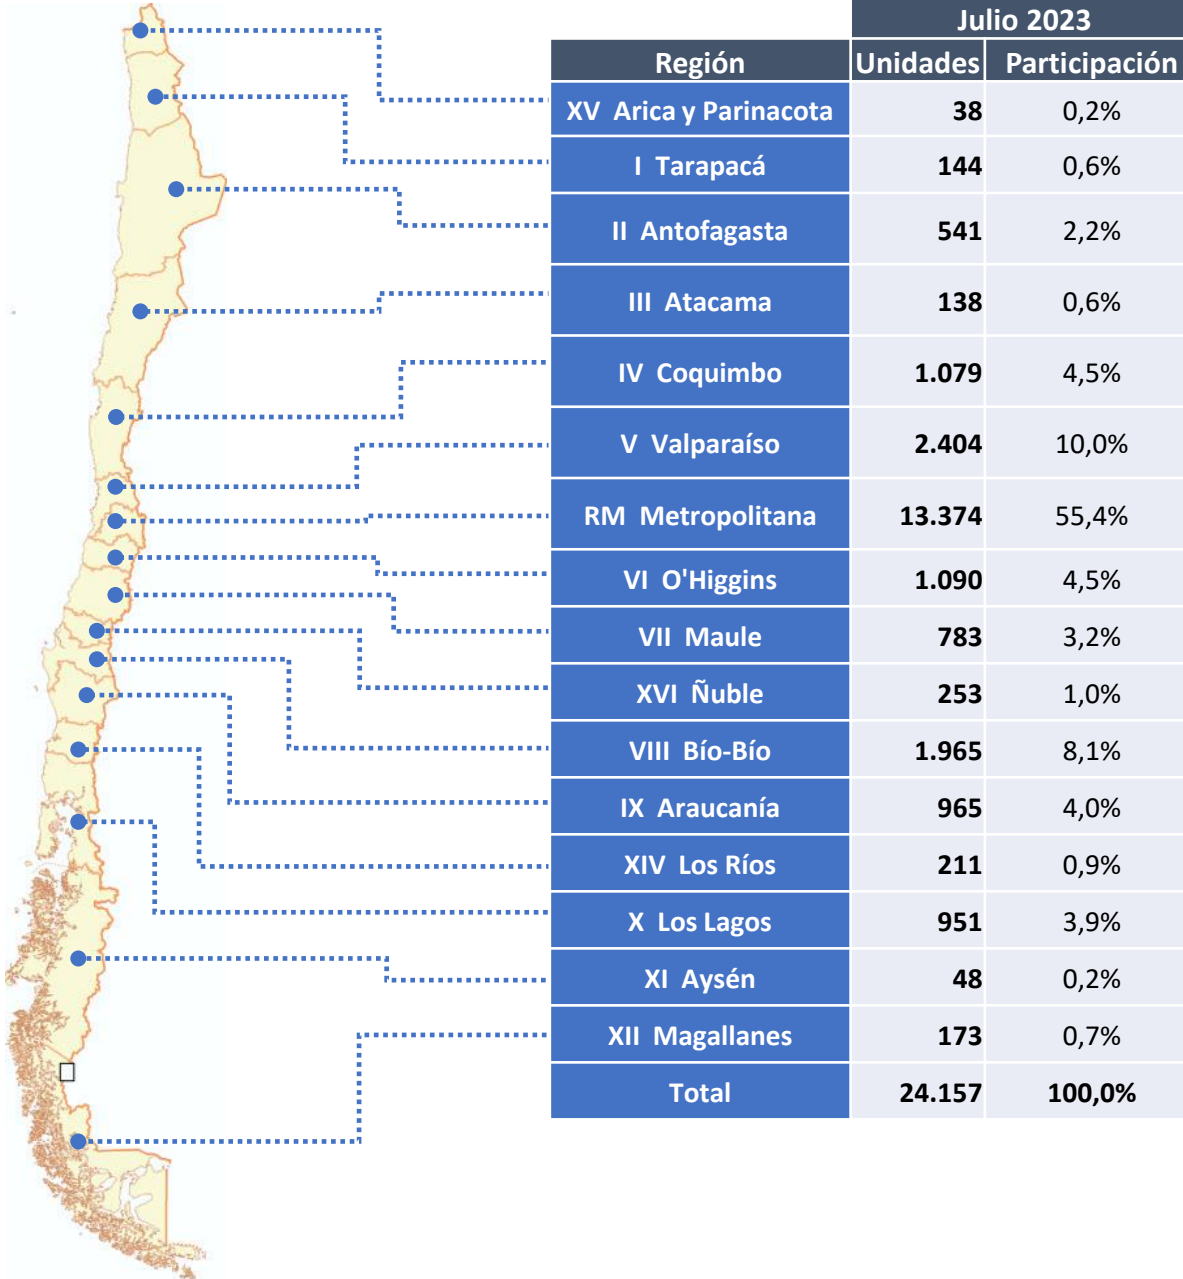 Julio 2023
Región Unidades Participación
XV Arica y Parinacota 38 0,2%
I Tarapacá 144 0,6%
II Antofagasta 541 2,2%
III Atacama 138 0,6%
IV Coquimbo 1.079 4,5%
V Valparaíso 2.404 10,0%
RM Metropolitana 13.374 55,4%
VI O'Higgins 1.090 4,5%
VII Maule 783 3,2%
XVI Ñuble 253 1,0%
VIII Bío-Bío 1.965 8,1%
IX Araucanía 965 4,0%
XIV Los Ríos 211 0,9%
X Los Lagos 951 3,9%
XI Aysén 48 0,2%
XII Magallanes 173 0,7%
Total 24.157 100,0%